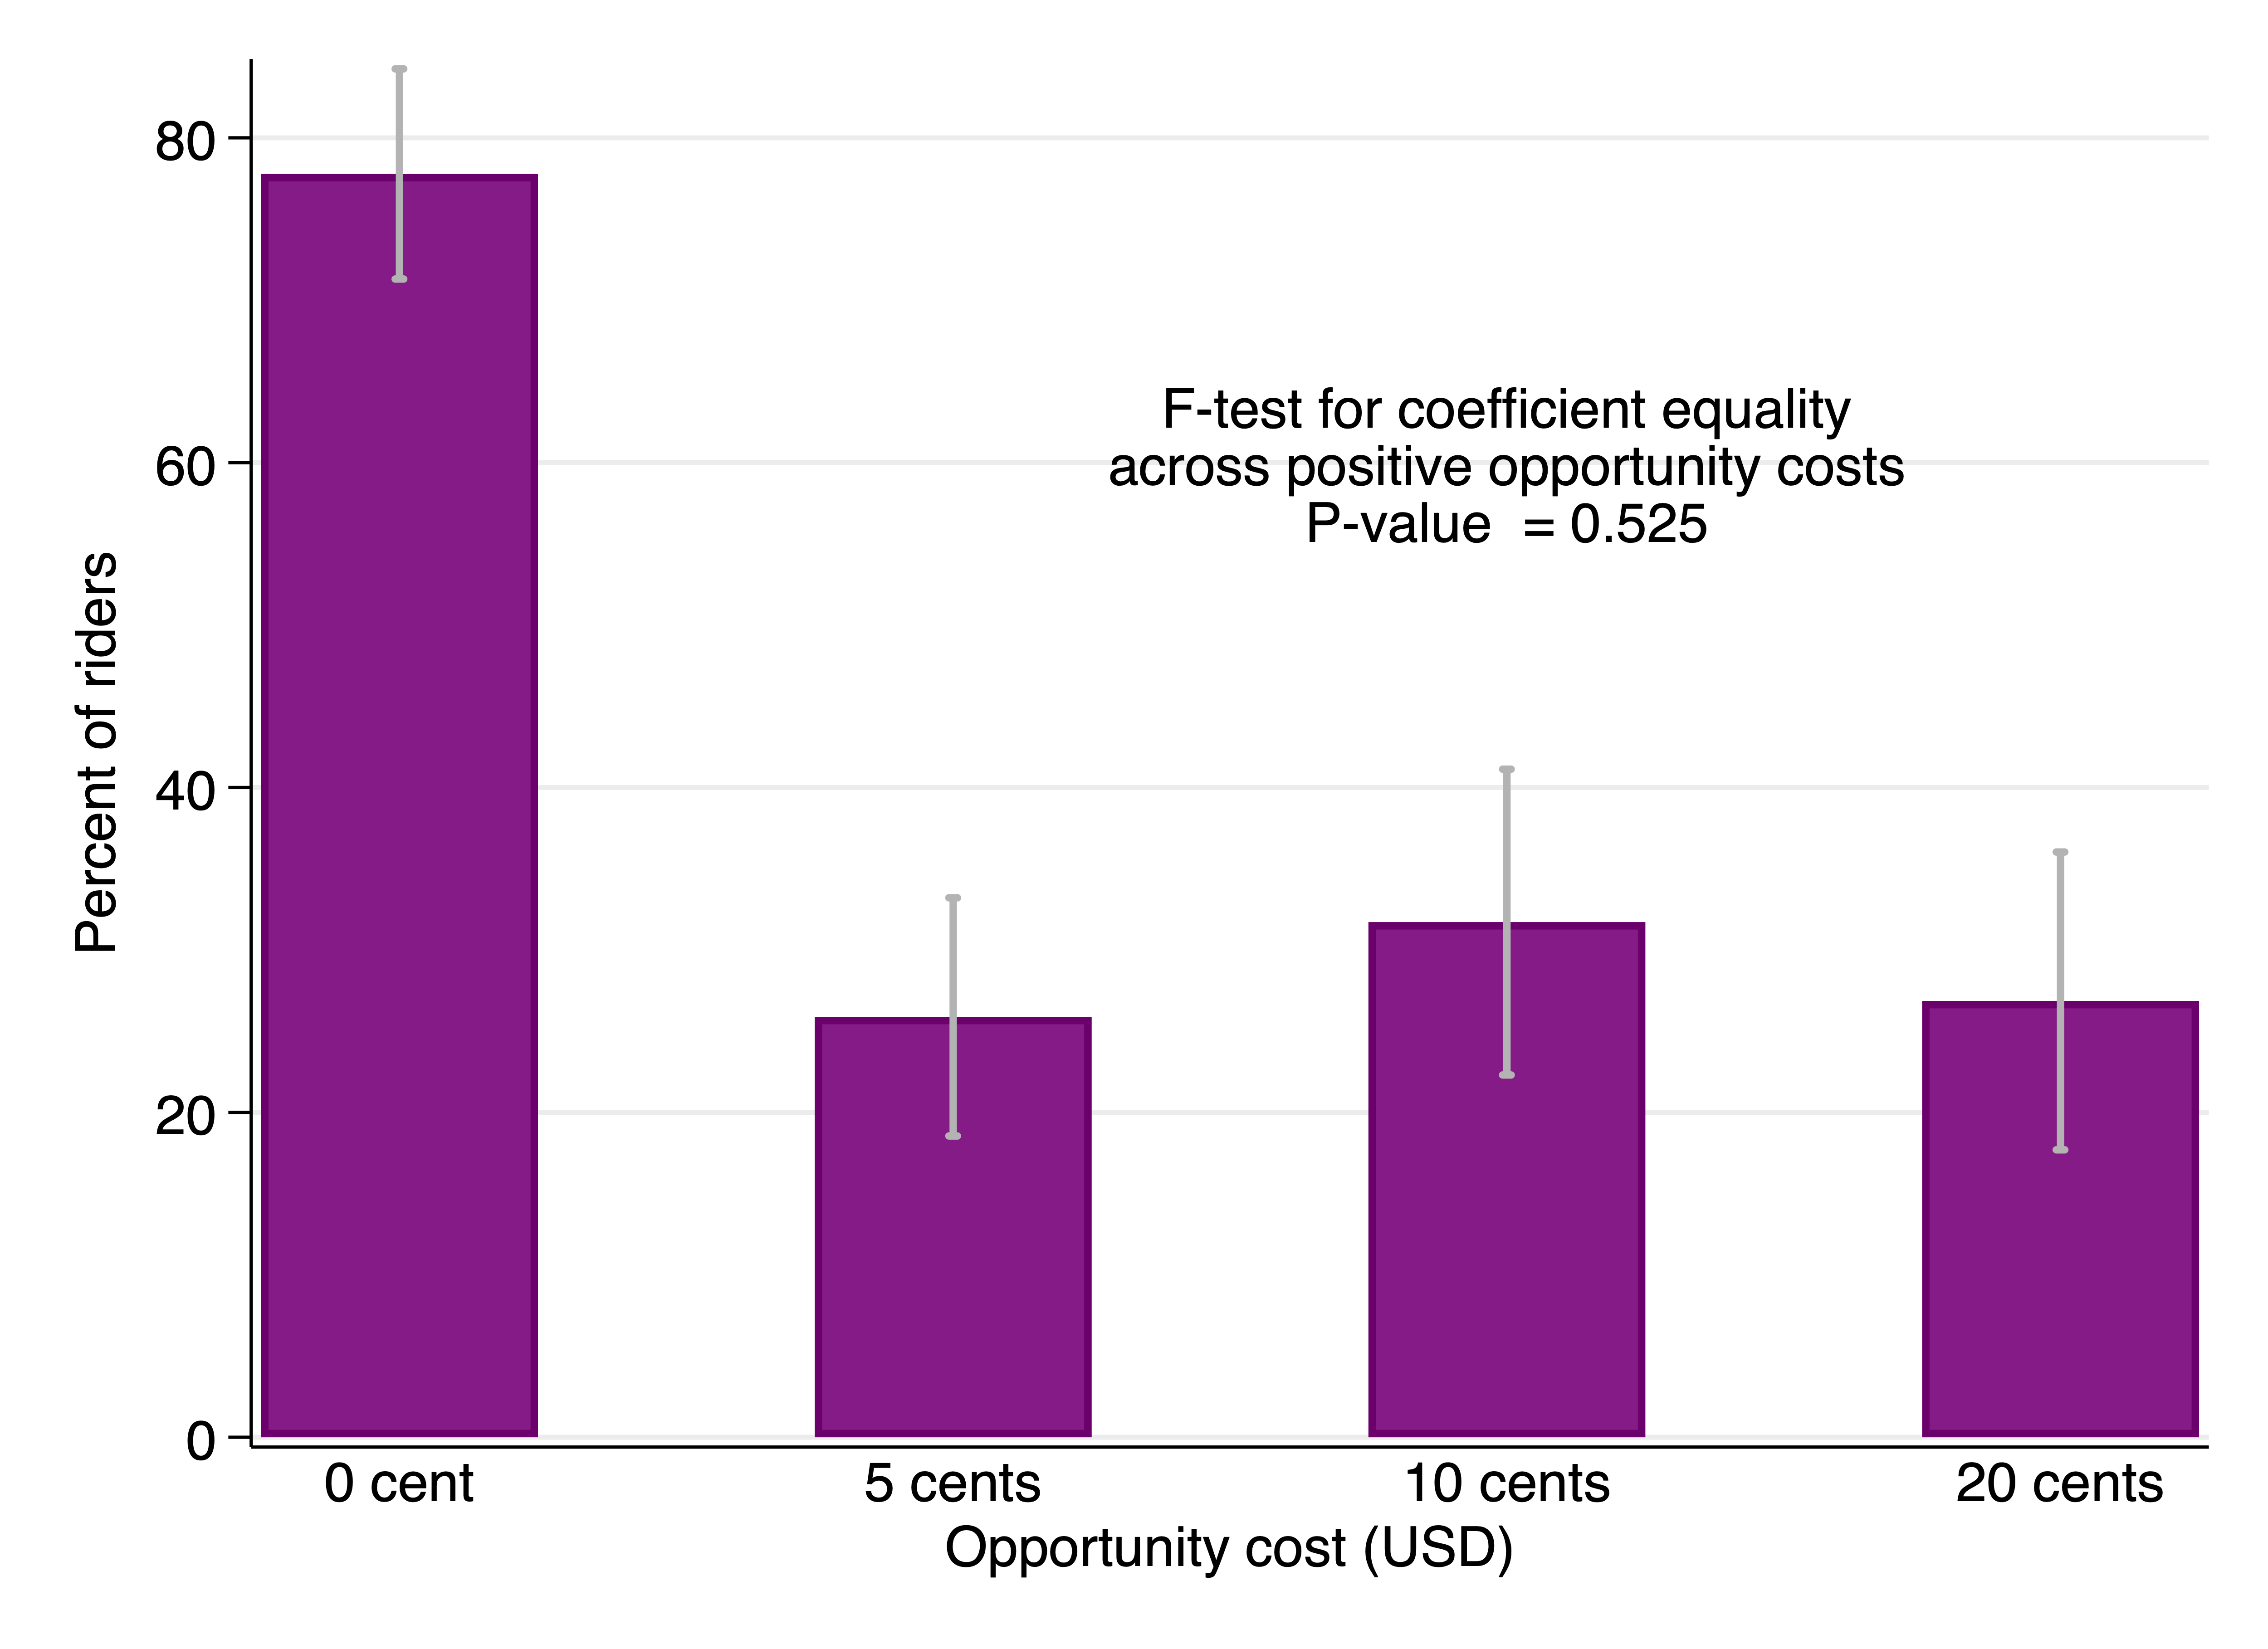 80
60
40
20
0
Percent of riders
F-test for coefficient equality
across positive opportunity costs
P-value  = 0.525
0 cent
5 cents
10 cents
20 cents
Opportunity cost (USD)